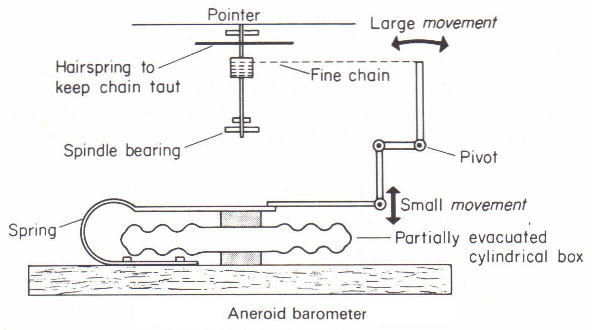 Pointer
Large movement
Hairspring to
keep chain taut
Fine chain
Spindle bearing
Pivot
Small movement
Spring
Partially evacuated
cylindrical box
Aneroid barometer